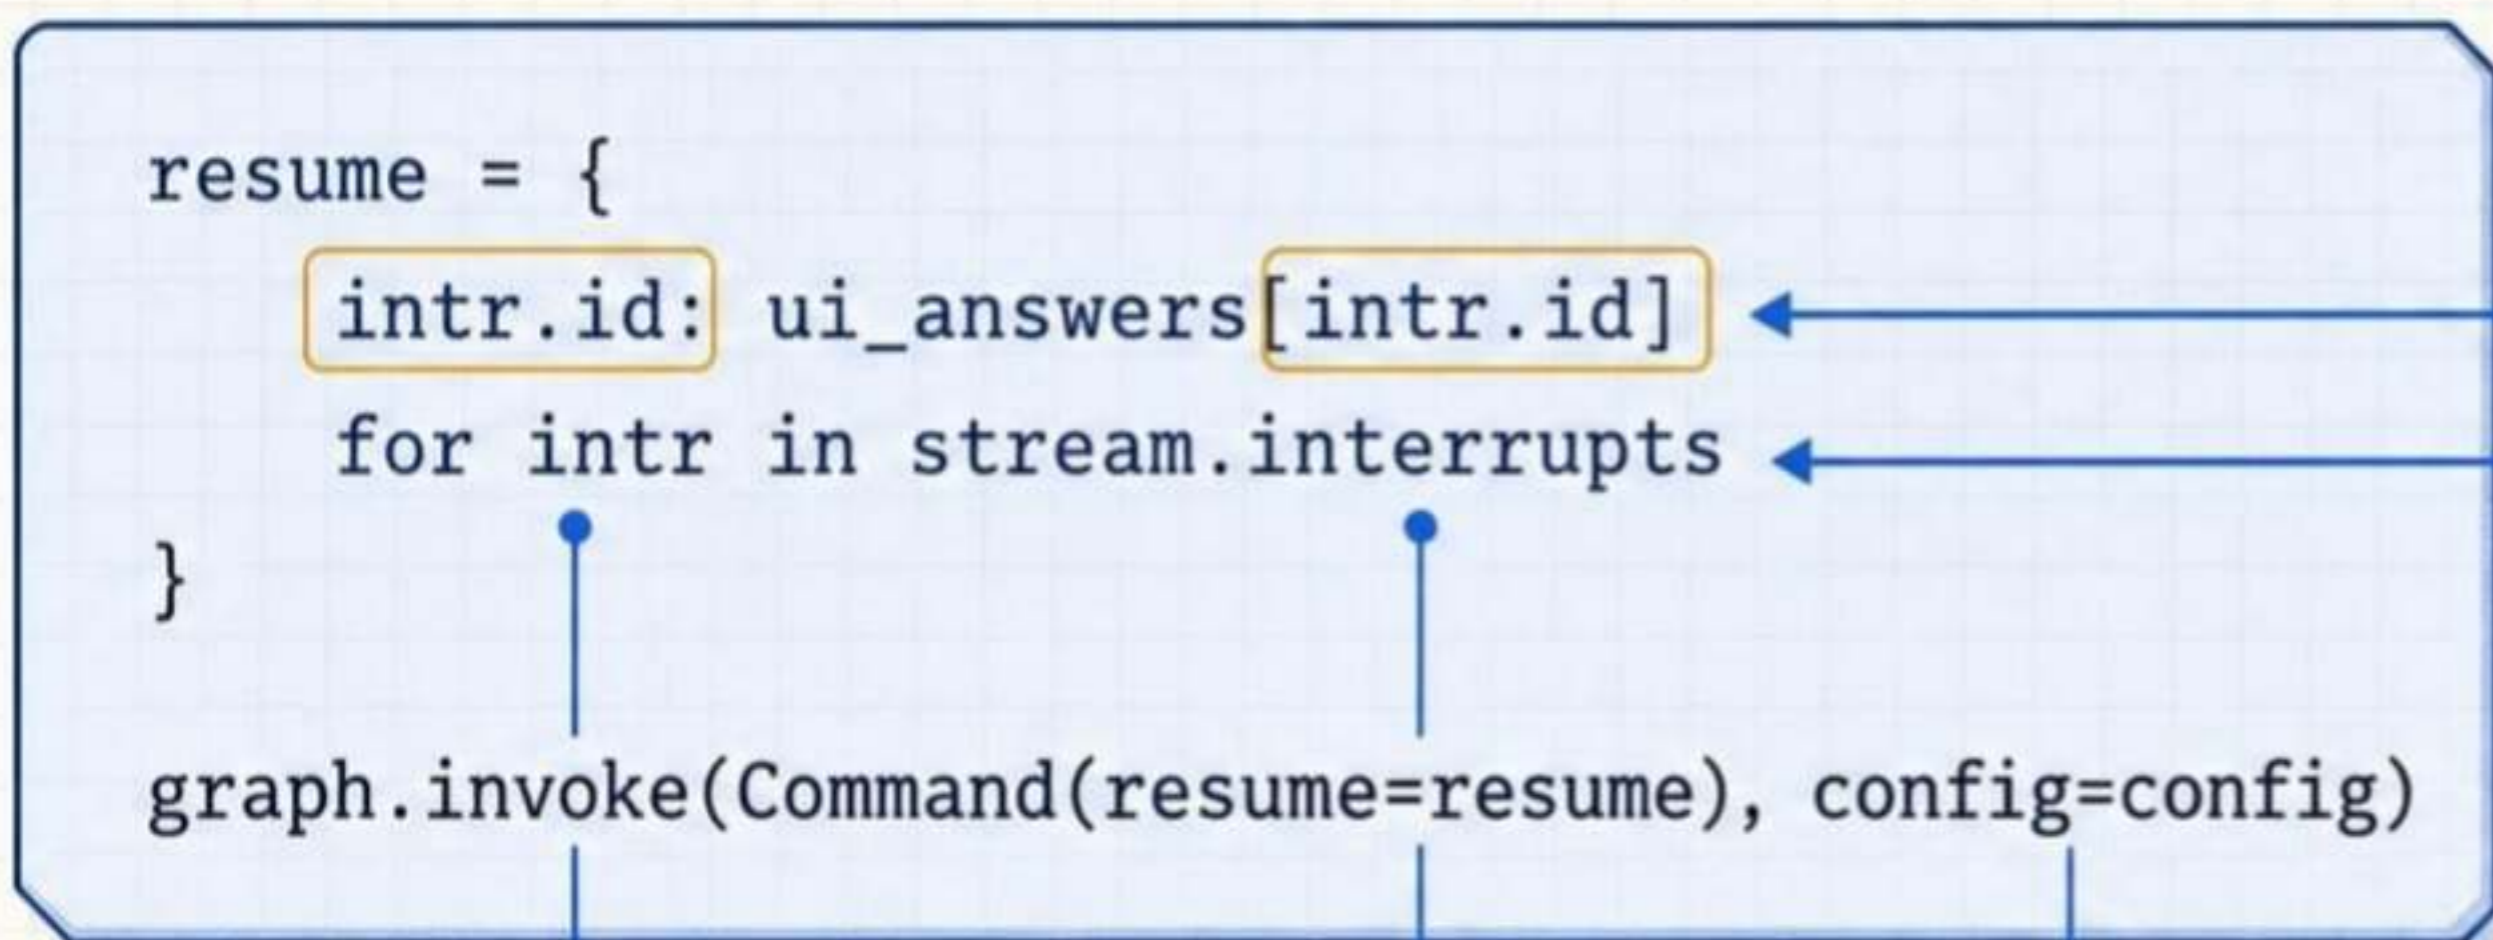 resume = {
intr.id: ui_answers[intr.id]
for intr in stream.interrupts
}
graph.invoke(Command(resume=resume), config=config)